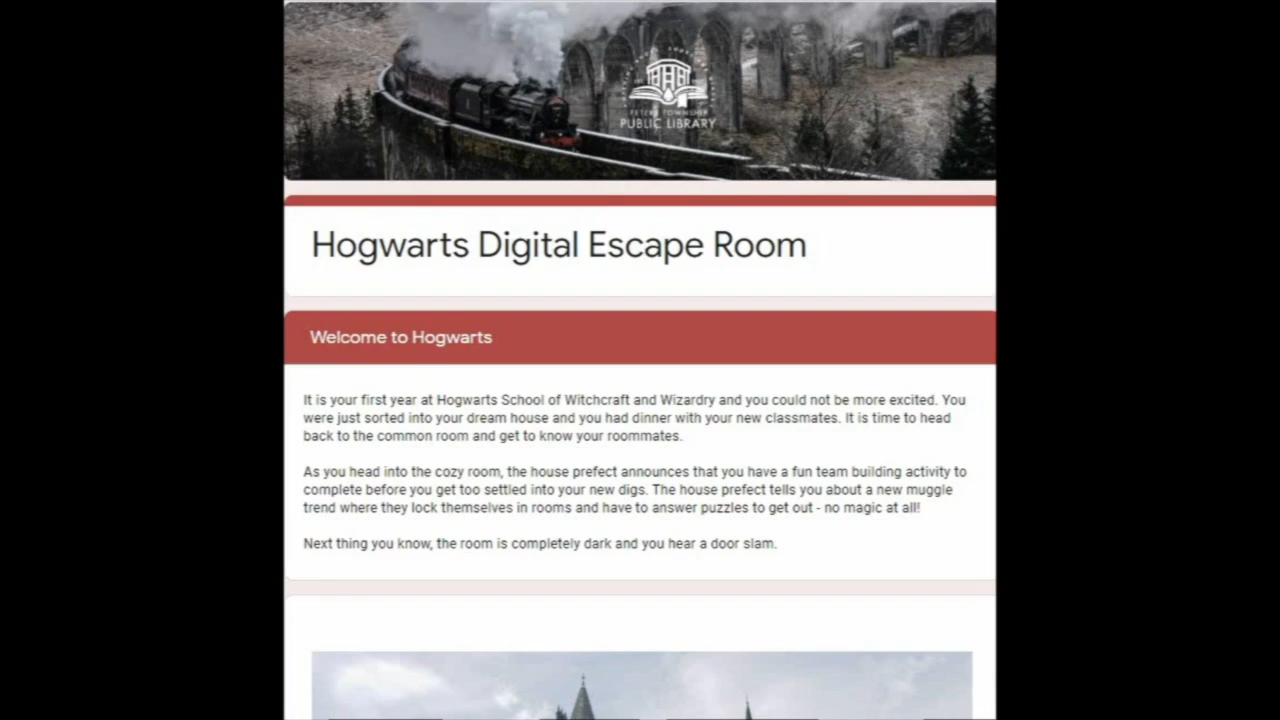 PETERS TOWNSHIP
PUBLIC LIBRARY
Hogwarts Digital Escape Room
Welcome to Hogwarts
It is your first year at Hogwarts School of Witchcraft and Wizardry and you could not be more excited. You
were just sorted into your dream house and you had dinner with your new classmates. It is time to head
back to the common room and get to know your roommates.
As you head into the cozy room, the house prefect announces that you have a fun team building activity to
complete before you get too settled into your new digs. The house prefect tells you about a new muggle
trend where they lock themselves in rooms and have to answer puzzles to get out - no magic at all!
Next thing you know, the room is completely dark and you hear a door slam.